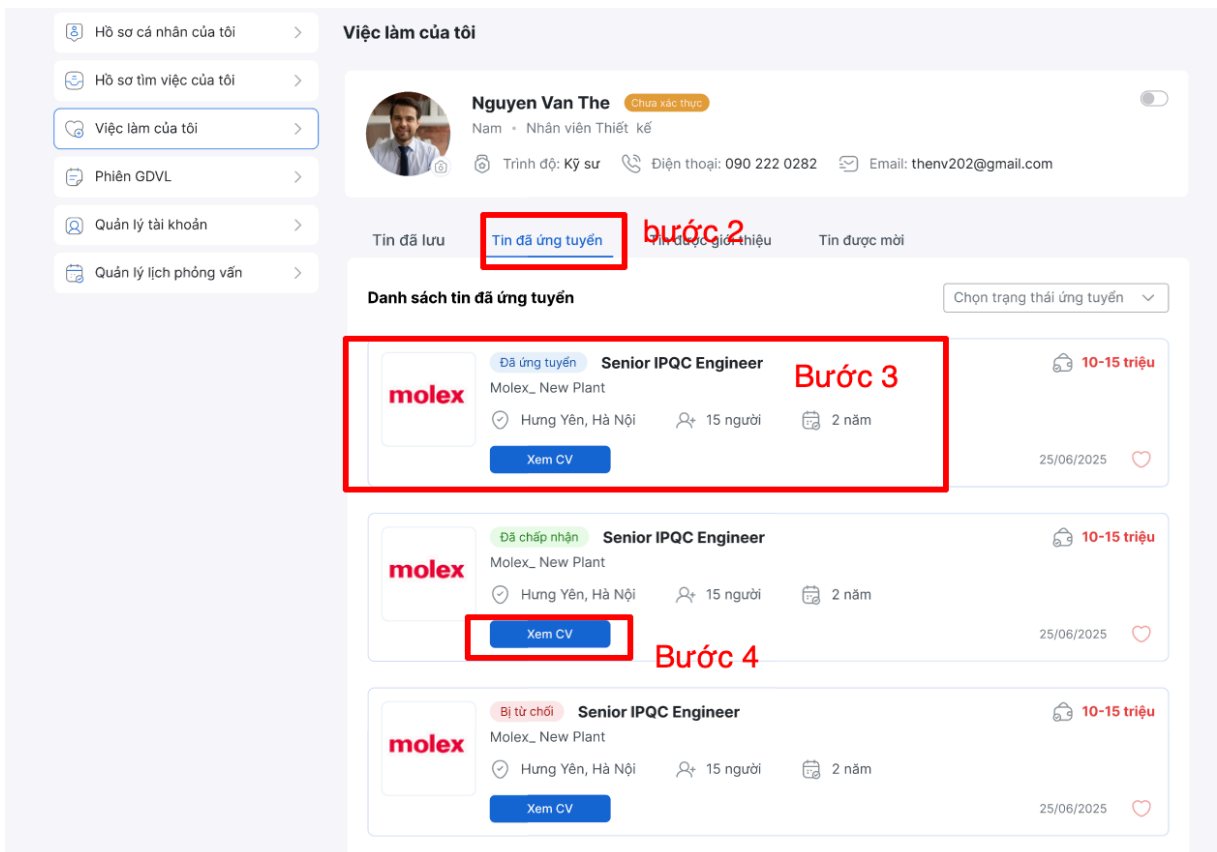 Hồ sơ cá nhân của tôi
Hồ sơ tìm việc của tôi
Việc làm của tôi
Phiên GDVL
Quản lý tài khoản
Quản lý lịch phỏng vấn
Việc làm của tôi
Nguyen Van The Chưa xác thực
Nam • Nhân viên Thiết kế
Trình độ: Kỹ sư Điện thoại: 090 222 0282 Email: thenv202@gmail.com
Tin đã lưu Tin đã ứng tuyển bước 2 Tin được giới thiệu Tin được mời
Danh sách tin đã ứng tuyển Chọn trạng thái ứng tuyển
molex
Đã ứng tuyển Senior IPQC Engineer Bước 3 10-15 triệu
Molex_ New Plant
Hưng Yên, Hà Nội 15 người 2 năm
Xem CV 25/06/2025
molex
Đã chấp nhận Senior IPQC Engineer 10-15 triệu
Molex_ New Plant
Hưng Yên, Hà Nội 15 người 2 năm
Xem CV Bước 4 25/06/2025
molex
Bị từ chối Senior IPQC Engineer 10-15 triệu
Molex_ New Plant
Hưng Yên, Hà Nội 15 người 2 năm
Xem CV 25/06/2025